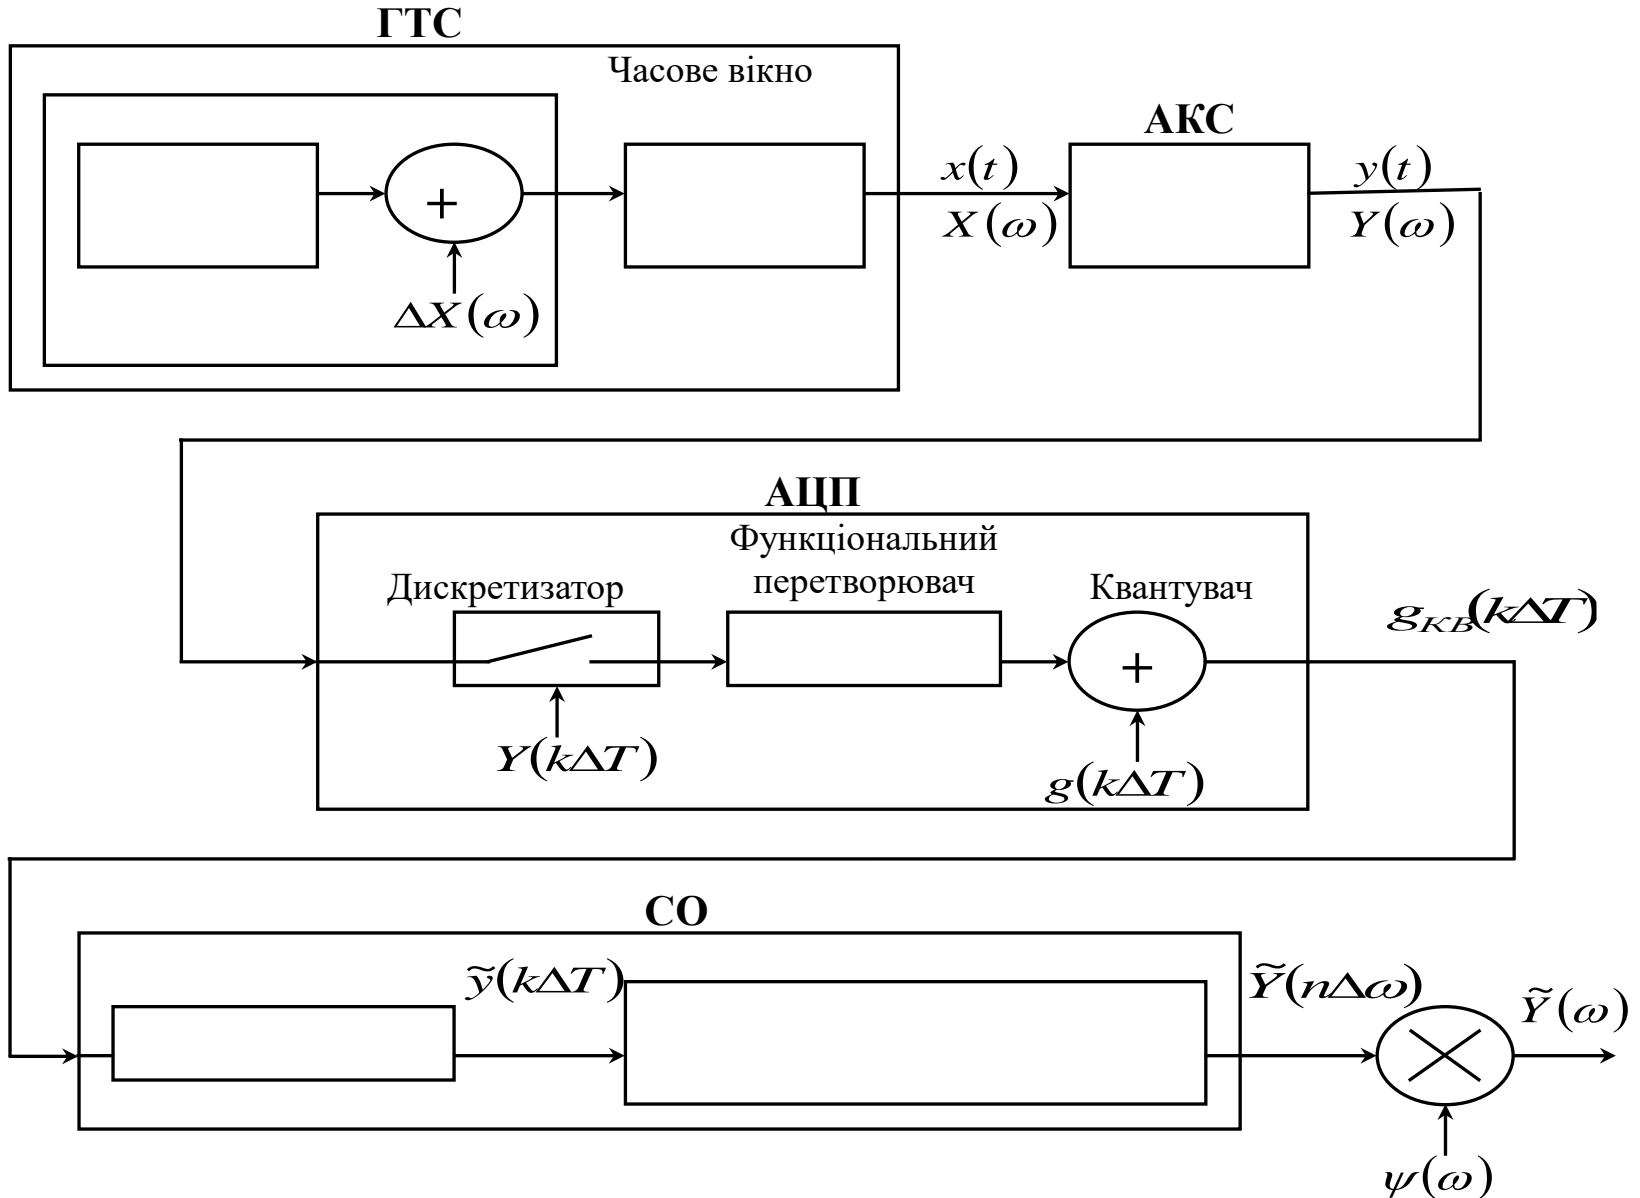 ГТС
Часове вікно
+
ΔX(ω)
x(t)
X(ω)
АКС
y(t)
Y(ω)
АЦП
Функціональний
перетворювач
Дискретизатор
Квантувач
+
Y(kΔT)
g(kΔT)
g_КВ(kΔT)
СО
ỹ(kΔT)
Ỹ(nΔω)
Ỹ(ω)
ψ(ω)